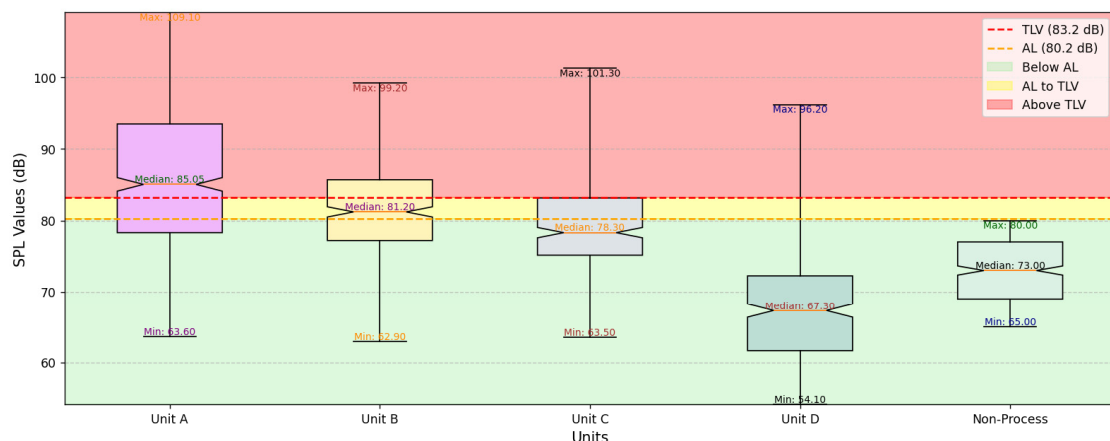 Max: 109.10
TLV (83.2 dB)
AL (80.2 dB)
Below AL
AL to TLV
Above TLV
100
Max: 101.30
Max: 99.20
Max: 96.20
90
SPL Values (dB)
Median: 85.05
Median: 81.20
80
Median: 78.30
Max: 80.00
Median: 73.00
70
Median: 67.30
Min: 63.60
Min: 62.90
Min: 63.50
Min: 65.00
60
Min: 54.10
Unit A
Unit B
Unit C
Unit D
Non-Process
Units